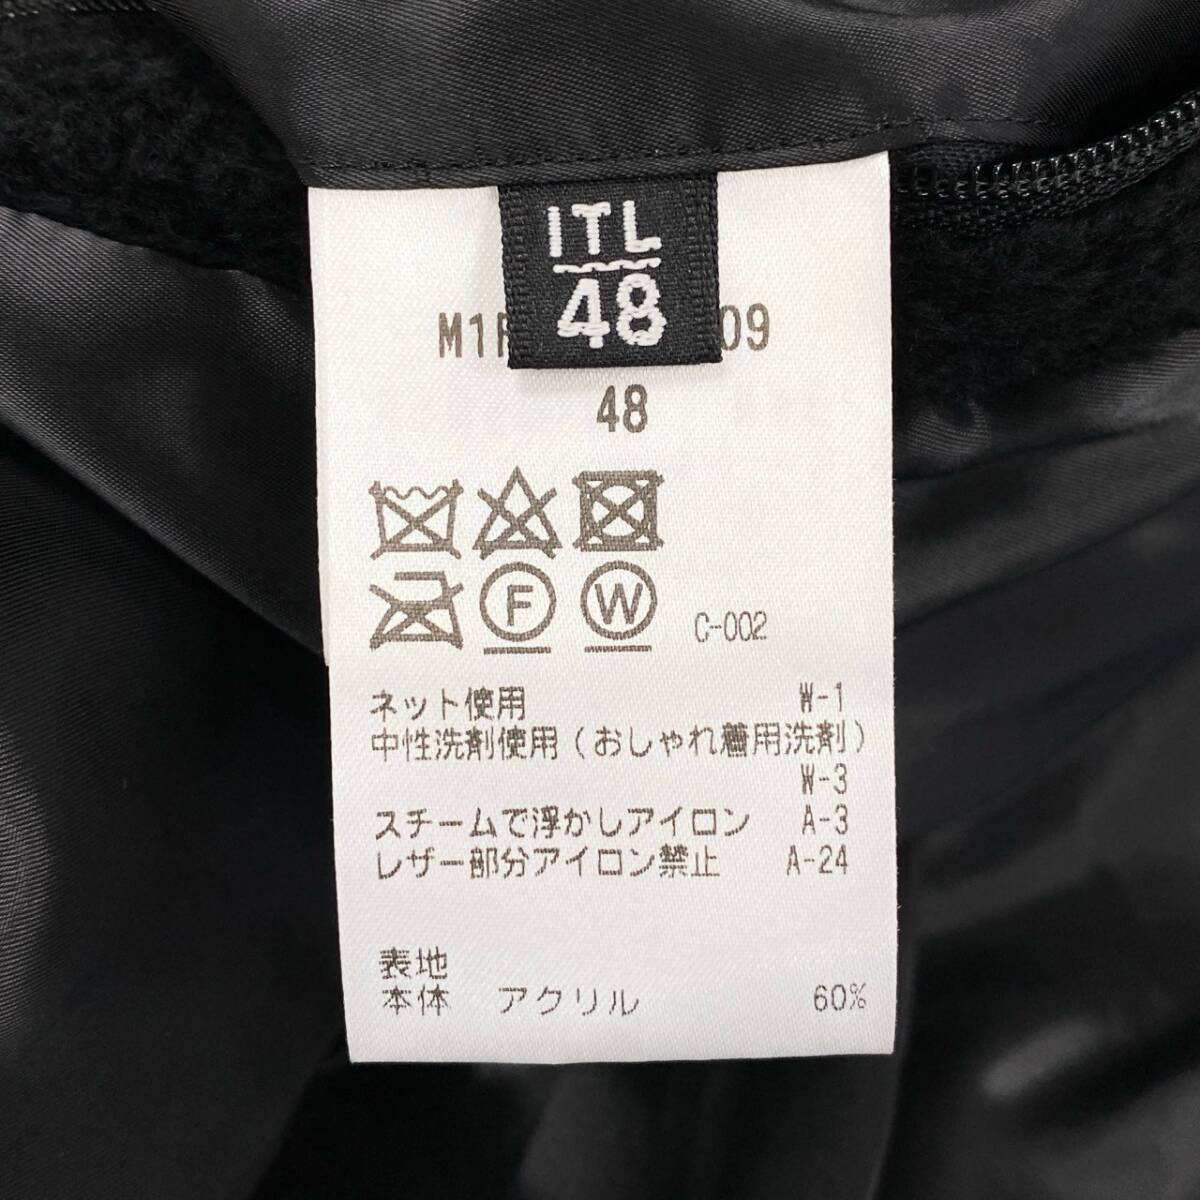 ITL
48
M1 09
48
F W C-002
ネット使用 W-1
中性洗剤使用(おしゃれ着用洗剤)
W-3
スチームで浮かしアイロン A-3
レザー部分アイロン禁止 A-24
表地
本体 アクリル 60%